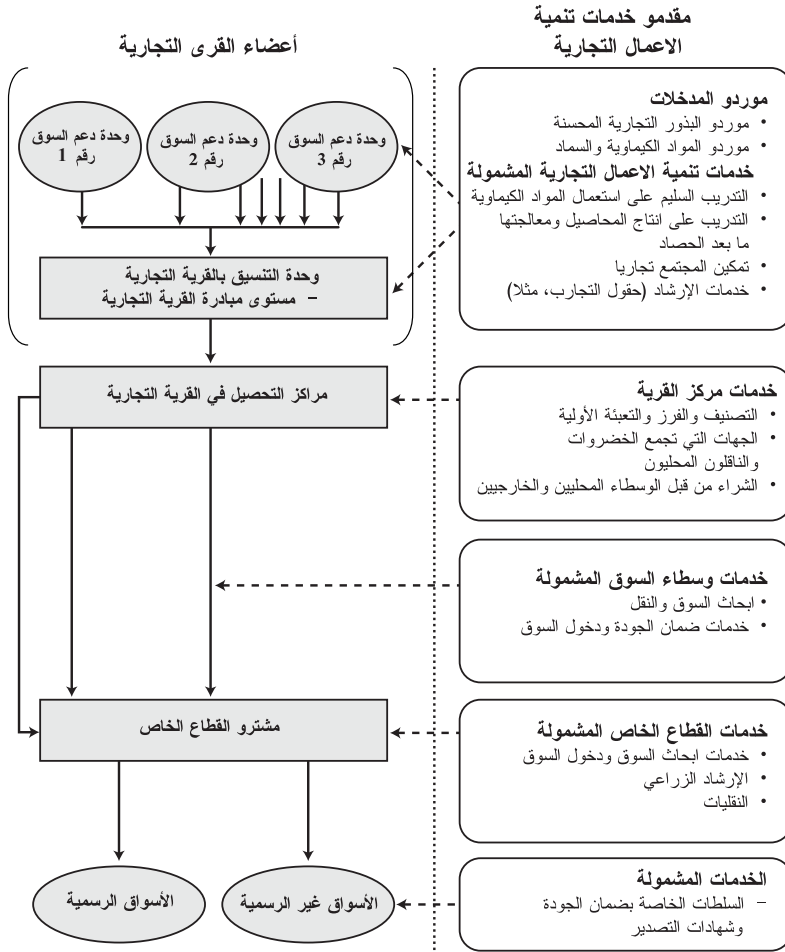 أعضاء القرى التجارية
مقدمو خدمات تنمية
الاعمال التجارية
وحدة دعم السوق
رقم 3
وحدة دعم السوق
رقم 2
وحدة دعم السوق
رقم 1
وحدة التنسيق بالقرية التجارية
– مستوى مبادرة القرية التجارية
مراكز التحصيل في القرية التجارية
مشترو القطاع الخاص
الأسواق غير الرسمية
الأسواق الرسمية
موردو المدخلات
• موردو البذور التجارية المحسنة
• موردو المواد الكيماوية والسماد
خدمات تنمية الاعمال التجارية المشمولة
• التدريب السليم على استعمال المواد الكيماوية
• التدريب على انتاج المحاصيل ومعالجتها
ما بعد الحصاد
• تمكين المجتمع تجاريا
• خدمات الإرشاد (حقول التجارب، مثلا)
خدمات مركز القرية
• التصنيف والفرز والتعبئة الأولية
• الجهات التي تجمع الخضروات
والناقلون المحليون
• الشراء من قبل الوسطاء المحليين والخارجيين
خدمات وسطاء السوق المشمولة
• ابحاث السوق والنقل
• خدمات ضمان الجودة ودخول السوق
خدمات القطاع الخاص المشمولة
• خدمات ابحاث السوق ودخول السوق
• الإرشاد الزراعي
• النقليات
الخدمات المشمولة
– السلطات الخاصة بضمان الجودة
وشهادات التصدير